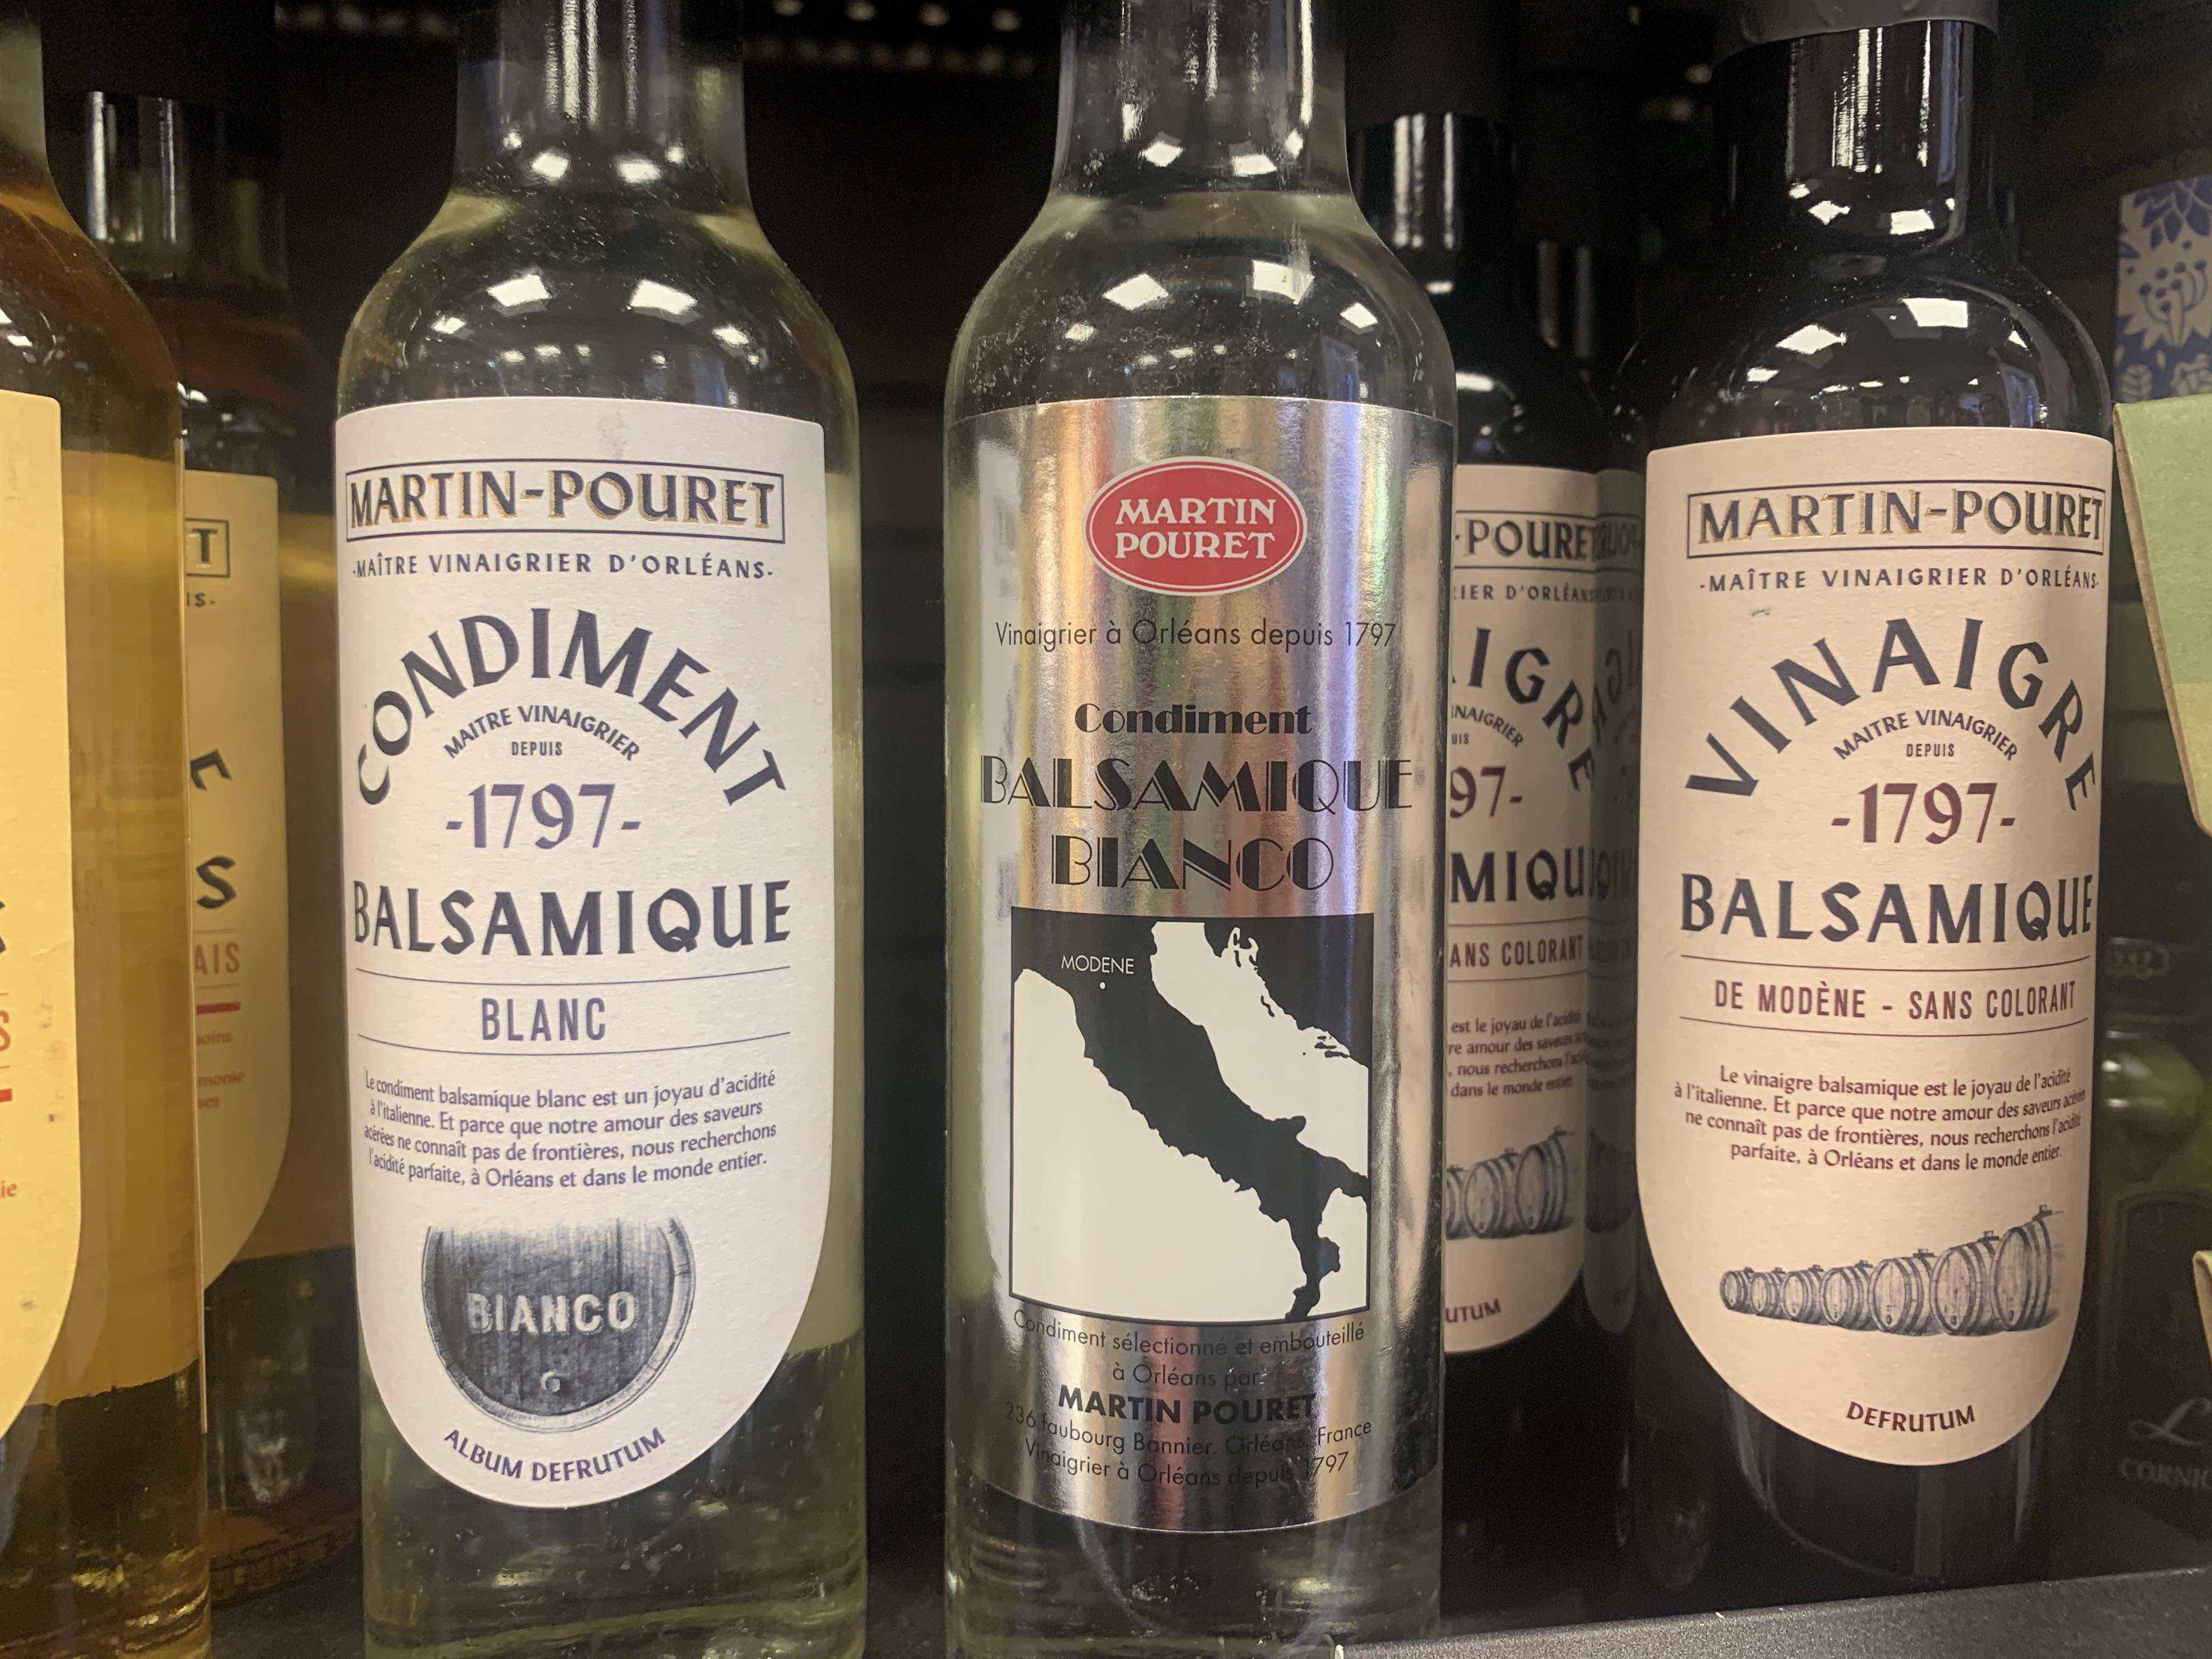 MARTIN-POURET
-MAÎTRE VINAIGRIER D'ORLÉANS-
CONDIMENT
MAITRE VINAIGRIER
DEPUIS
-1797-
BALSAMIQUE
BLANC
Le condiment balsamique blanc est un joyau d'acidité
à l'italienne. Et parce que notre amour des saveurs
acérées ne connaît pas de frontières, nous recherchons
l'acidité parfaite, à Orléans et dans le monde entier.
BIANCO
ALBUM DEFRUTUM
MARTIN
POURET
Vinaigrier à Orléans depuis 1797
Condiment
BALSAMIQUE
BIANCO
MODENE
Condiment sélectionné et embouteillé
à Orléans par
MARTIN POURET
236 faubourg Bannier, Orléans, France
Vinaigrier à Orléans depuis 1797
-POURET
D'ORLÉANS
DEFRUTUM
MARTIN-POURET
-MAÎTRE VINAIGRIER D'ORLÉANS-
VINAIGRE
MAITRE VINAIGRIER
DEPUIS
-1797-
BALSAMIQUE
DE MODÈNE - SANS COLORANT
Le vinaigre balsamique est le joyau de l'acidité
à l'italienne. Et parce que notre amour des saveurs acérées
ne connaît pas de frontières, nous recherchons l'acidité
parfaite, à Orléans et dans le monde entier.
DEFRUTUM